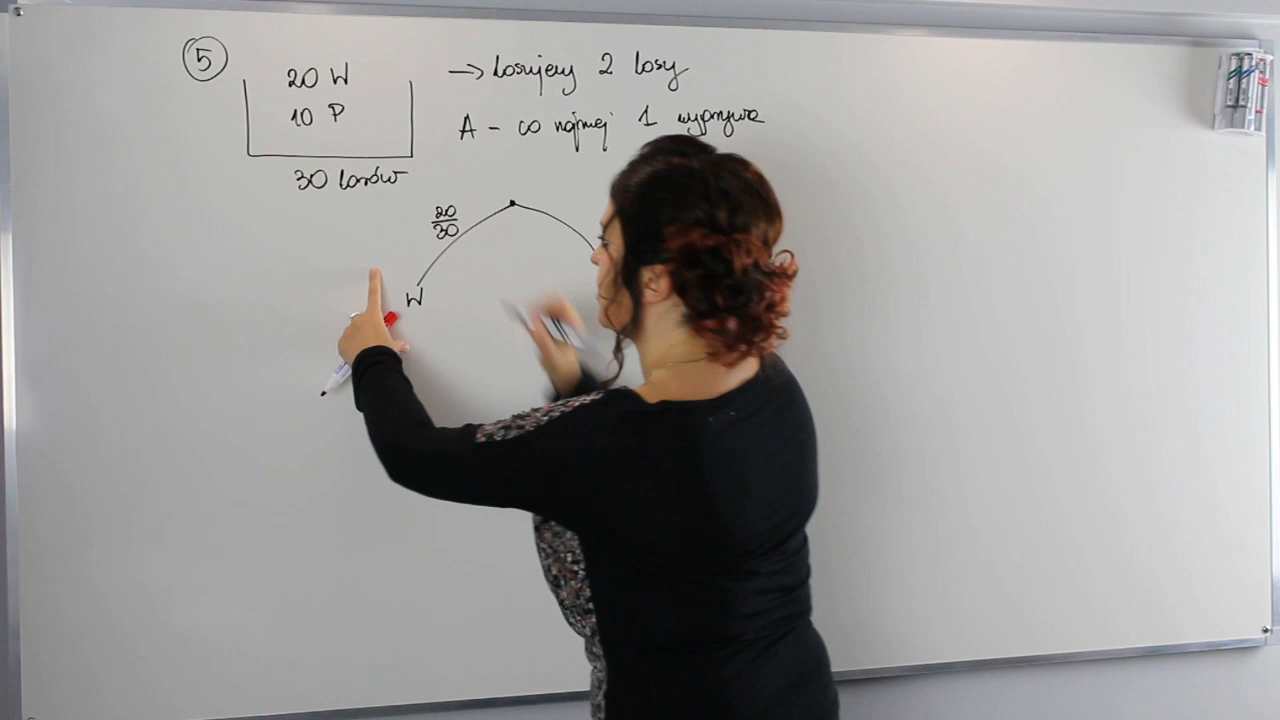 5
20 W
10 P
30 losów
→ Losujemy 2 losy
A - co najmniej 1 wygrywa
20
30
W